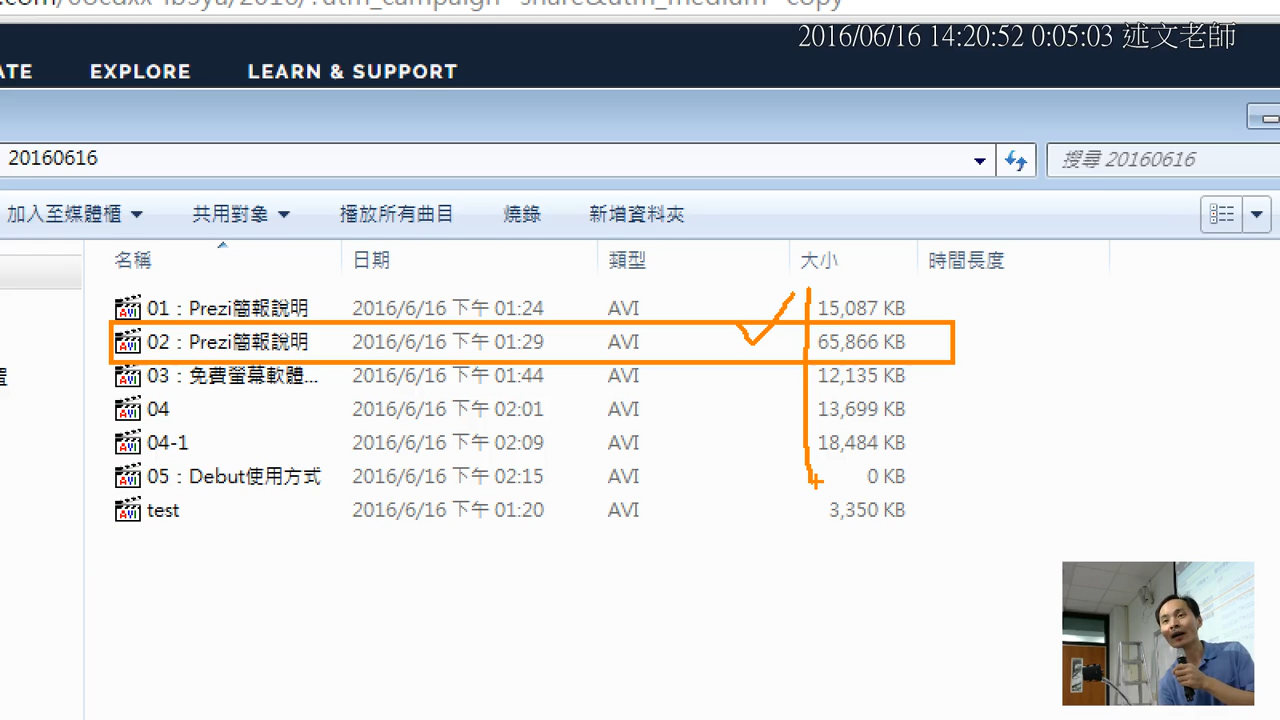 2016/06/16 14:20:52 0:05:03 述文老師
EXPLORE
LEARN & SUPPORT
20160616
搜尋 20160616
加入至媒體櫃
共用對象
播放所有曲目
燒錄
新增資料夾
名稱 日期 類型 大小 時間長度
01：Prezi簡報說明 2016/6/16 下午 01:24 AVI 15,087 KB
02：Prezi簡報說明 2016/6/16 下午 01:29 AVI 65,866 KB
03：免費螢幕軟體... 2016/6/16 下午 01:44 AVI 12,135 KB
04 2016/6/16 下午 02:01 AVI 13,699 KB
04-1 2016/6/16 下午 02:09 AVI 18,484 KB
05：Debut使用方式 2016/6/16 下午 02:15 AVI 0 KB
test 2016/6/16 下午 01:20 AVI 3,350 KB